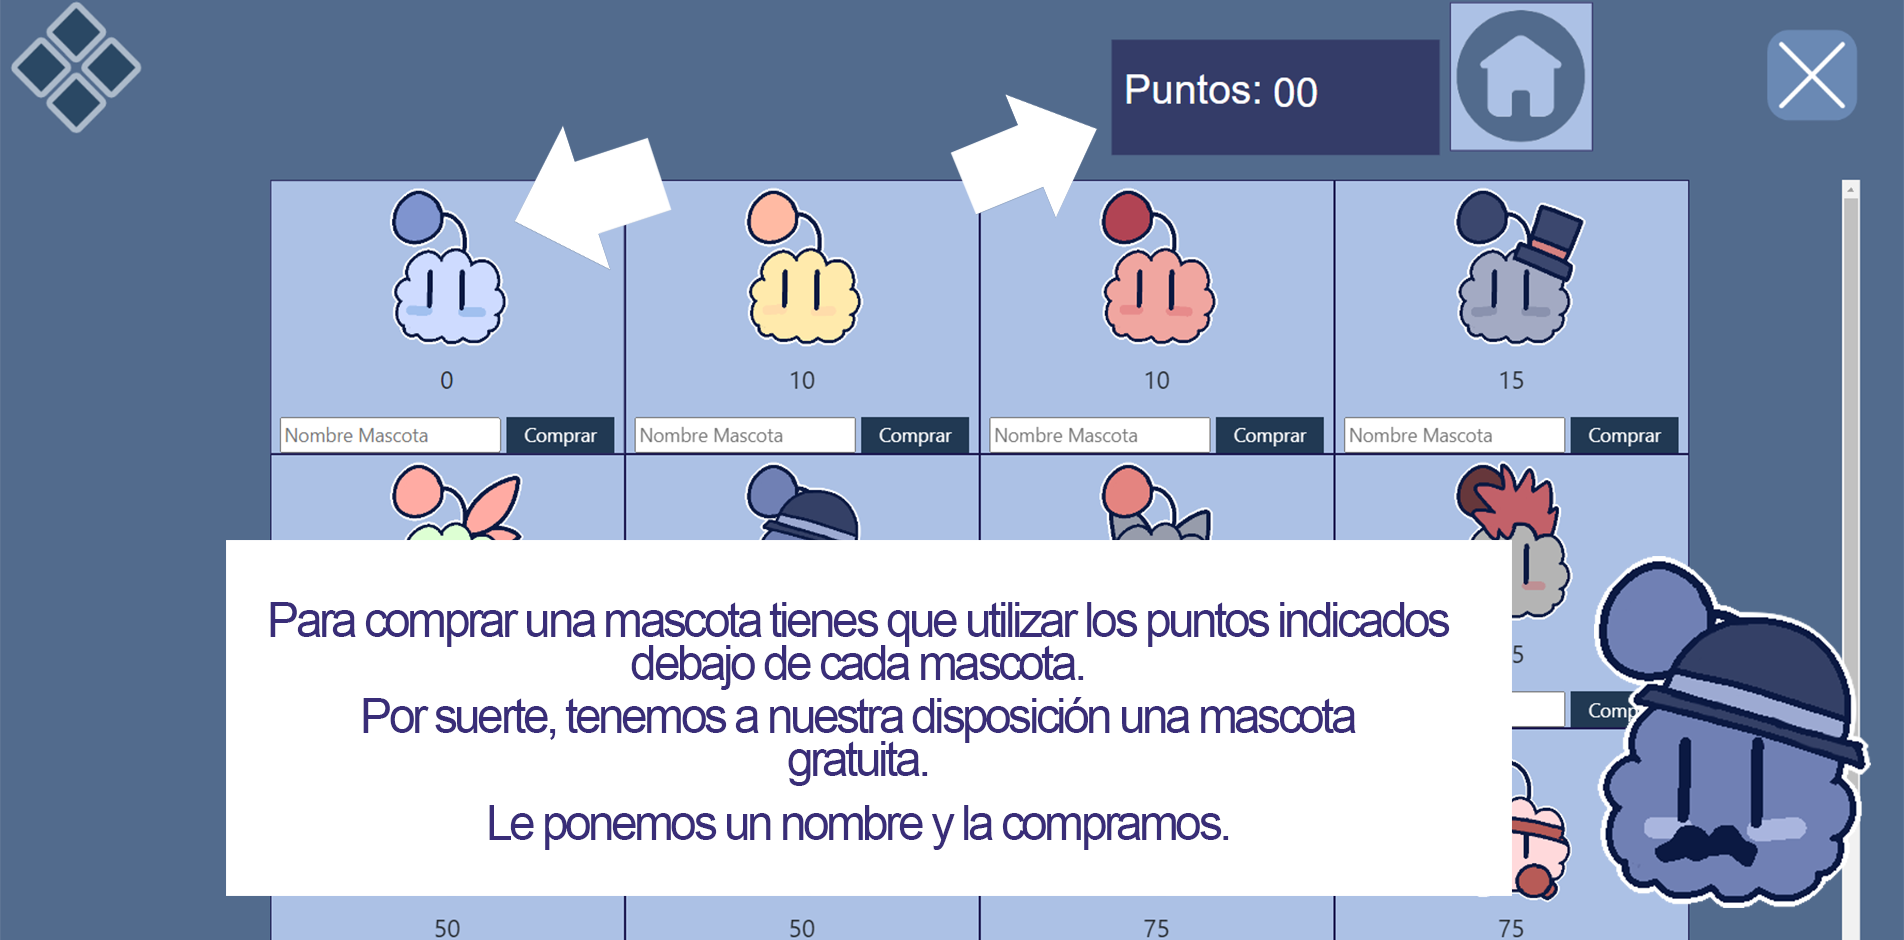 Puntos: 00
0
10
10
15
Nombre Mascota
Comprar
Nombre Mascota
Comprar
Nombre Mascota
Comprar
Nombre Mascota
Comprar
Para comprar una mascota tienes que utilizar los puntos indicados
debajo de cada mascota.
Por suerte, tenemos a nuestra disposición una mascota
gratuita.
Le ponemos un nombre y la compramos.
5
Comp
50
50
75
75